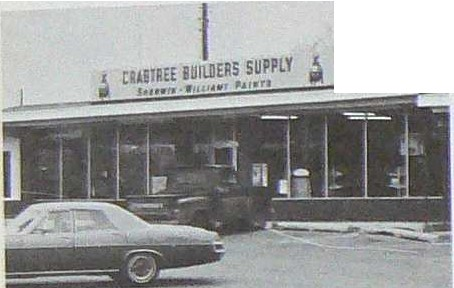 CRABTREE BUILDERS SUPPLY
SHERWIN-WILLIAMS PAINTS